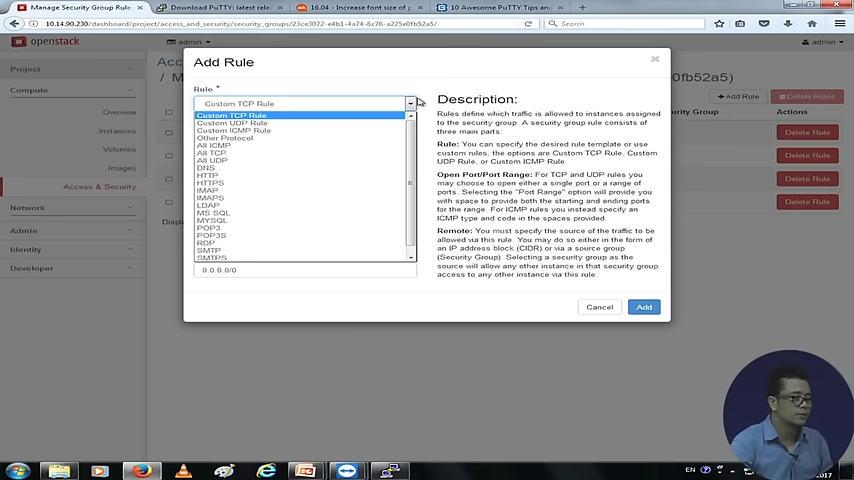 Manage Security Group Rule
Download PuTTY: latest rele
16.04 - Increase font size of p
10 Awesome PuTTY Tips and
10.14.90.230/dashboard/project/access_and_security/security_groups/23ce3072-e4b1-4a74-8c76-a225e0fb52a5/
Search
openstack
admin
admin
Project
Compute
Overview
Instances
Volumes
Images
Access & Security
Network
Admin
Identity
Developer
Acc
/ M
0fb52a5)
+Add Rule
Delete Rules
Group
Actions
Delete Rule
Delete Rule
Delete Rule
Delete Rule
Displa
Add Rule
Rule *
Custom TCP Rule
Custom TCP Rule
Custom UDP Rule
Custom ICMP Rule
Other Protocol
All ICMP
All TCP
All UDP
DNS
HTTP
HTTPS
IMAP
IMAPS
LDAP
MS SQL
MYSQL
POP3
POP3S
RDP
SMTP
SMTPS
0.0.0.0/0
Description:
Rules define which traffic is allowed to instances assigned
to the security group. A security group rule consists of
three main parts:
Rule: You can specify the desired rule template or use
custom rules, the options are Custom TCP Rule, Custom
UDP Rule, or Custom ICMP Rule.
Open Port/Port Range: For TCP and UDP rules you
may choose to open either a single port or a range of
ports. Selecting the "Port Range" option will provide you
with space to provide both the starting and ending ports
for the range. For ICMP rules you instead specify an
ICMP type and code in the spaces provided.
Remote: You must specify the source of the traffic to be
allowed via this rule. You may do so either in the form of
an IP address block (CIDR) or via a source group
(Security Group). Selecting a security group as the
source will allow any other instance in that security group
access to any other instance via this rule.
Cancel
Add
EN
2017